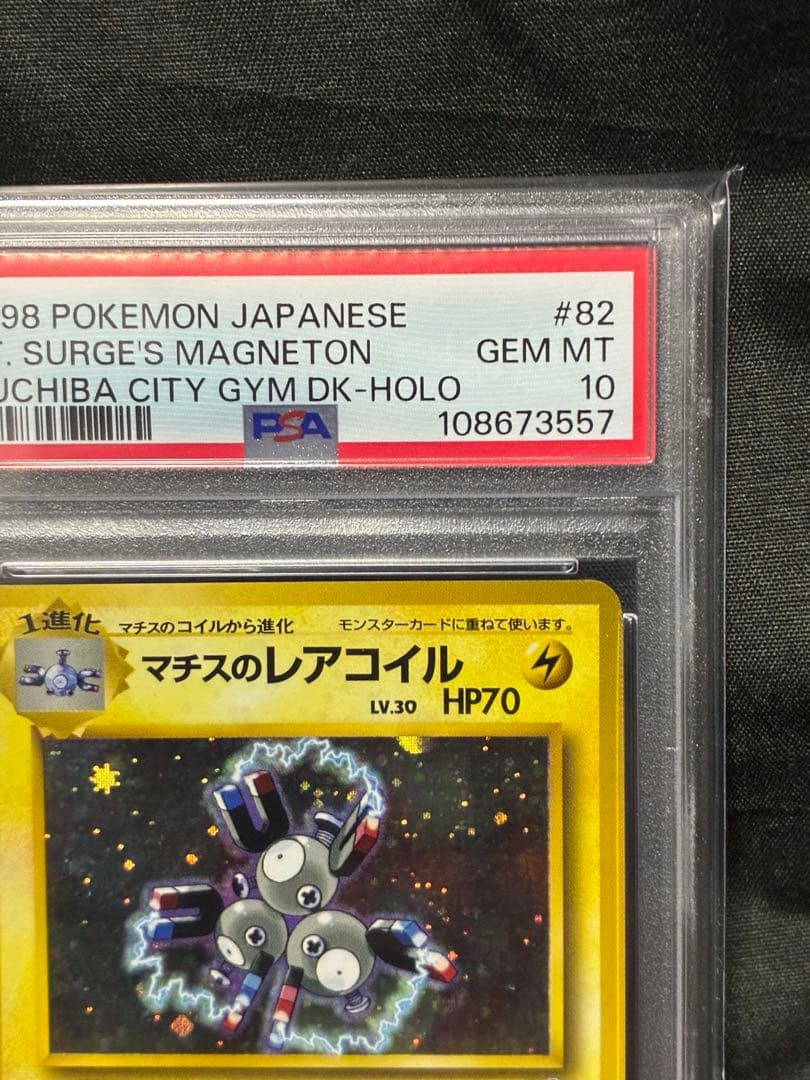 98 POKEMON JAPANESE #82
. SURGE'S MAGNETON GEM MT
UCHIBA CITY GYM DK-HOLO 10
PSA 108673557
1進化 マチスのコイルから進化 モンスターカードに重ねて使います。
マチスのレアコイル
LV.30 HP70